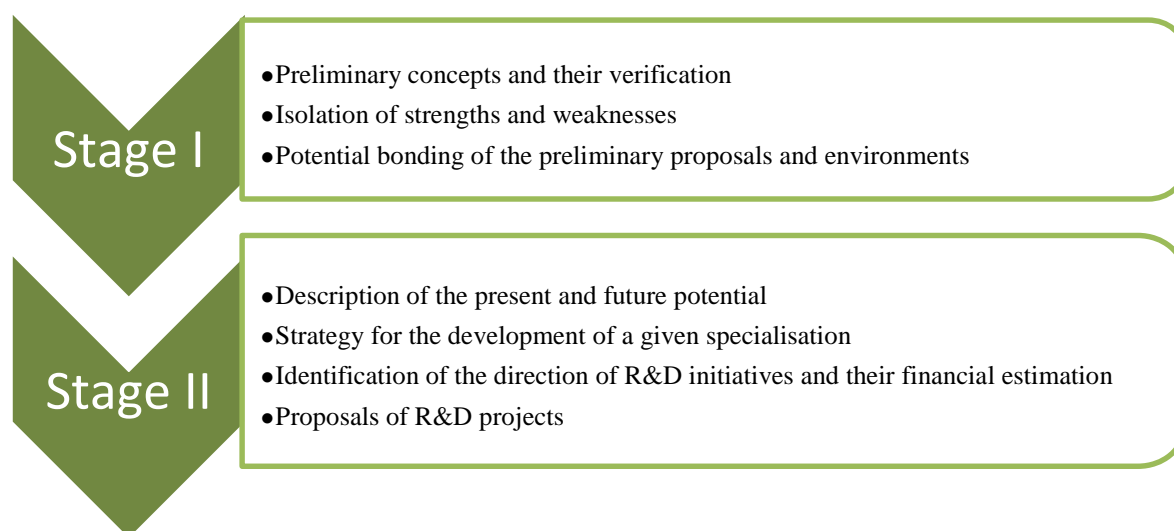 Stage I
●Preliminary concepts and their verification
●Isolation of strengths and weaknesses
●Potential bonding of the preliminary proposals and environments
Stage II
●Description of the present and future potential
●Strategy for the development of a given specialisation
●Identification of the direction of R&D initiatives and their financial estimation
●Proposals of R&D projects